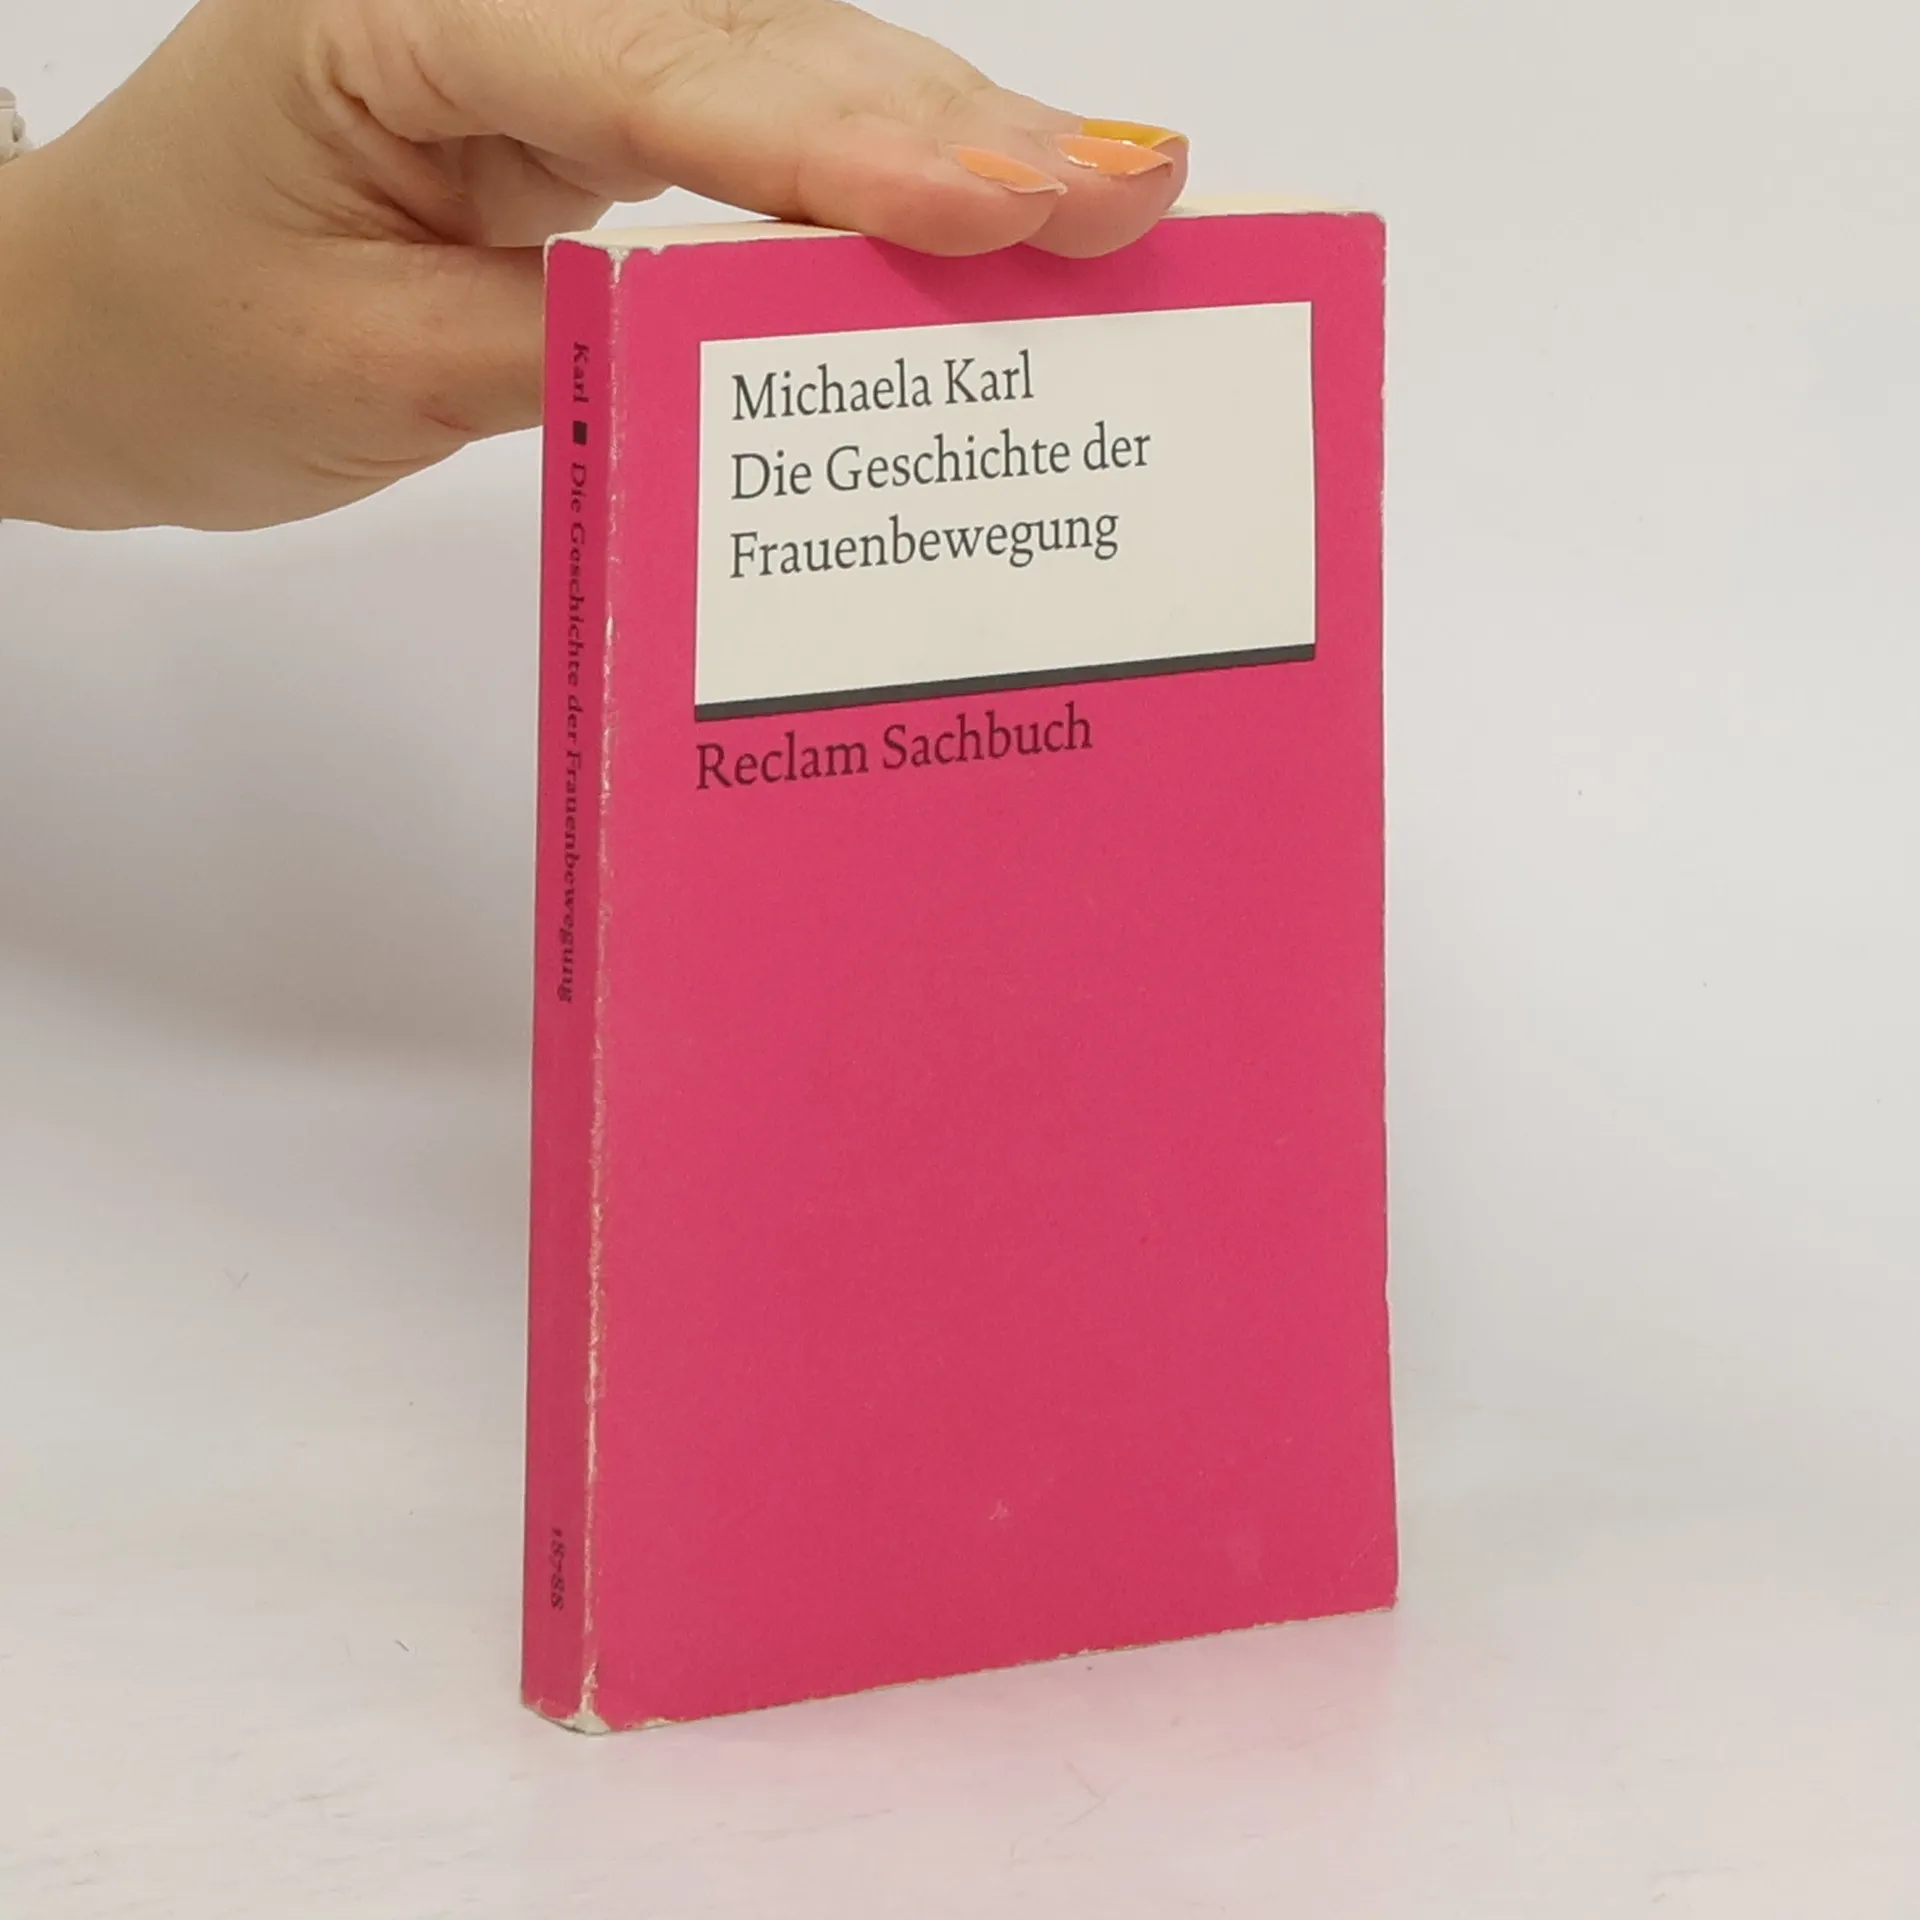 Michaela Karl
Die Geschichte der
Frauenbewegung
Reclam Sachbuch
Karl ■ Die Geschichte der Frauenbewegung
18788